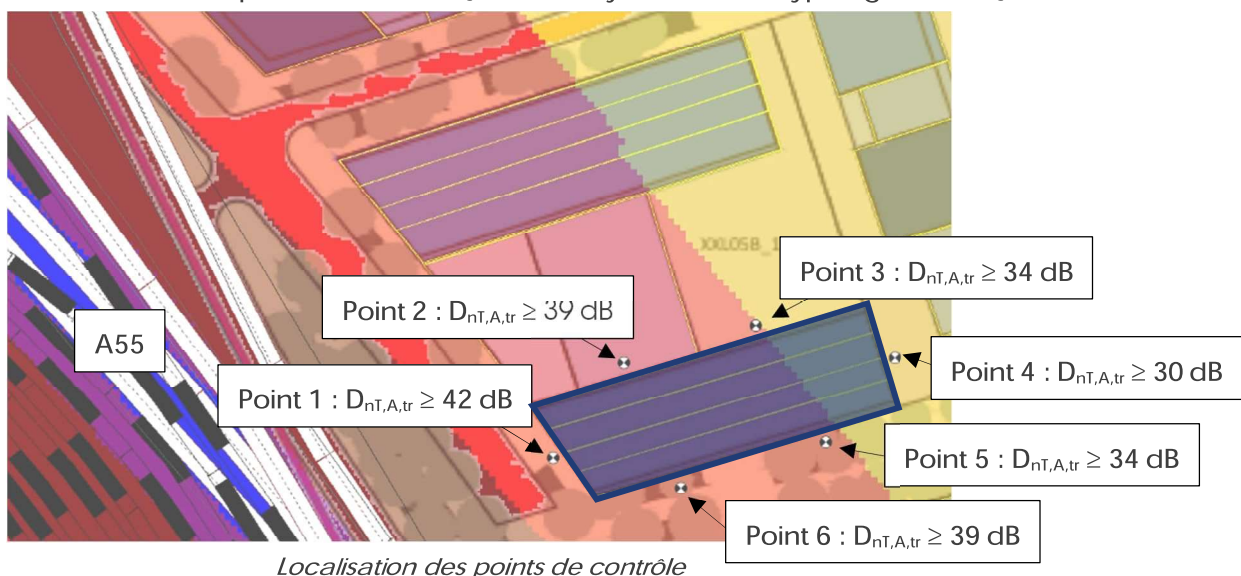 Point 3 : DnT,A,tr ≥ 34 dB
Point 2 : DnT,A,tr ≥ 39 dB
A55
Point 4 : DnT,A,tr ≥ 30 dB
Point 1 : DnT,A,tr ≥ 42 dB
Point 5 : DnT,A,tr ≥ 34 dB
Point 6 : DnT,A,tr ≥ 39 dB
Localisation des points de contrôle